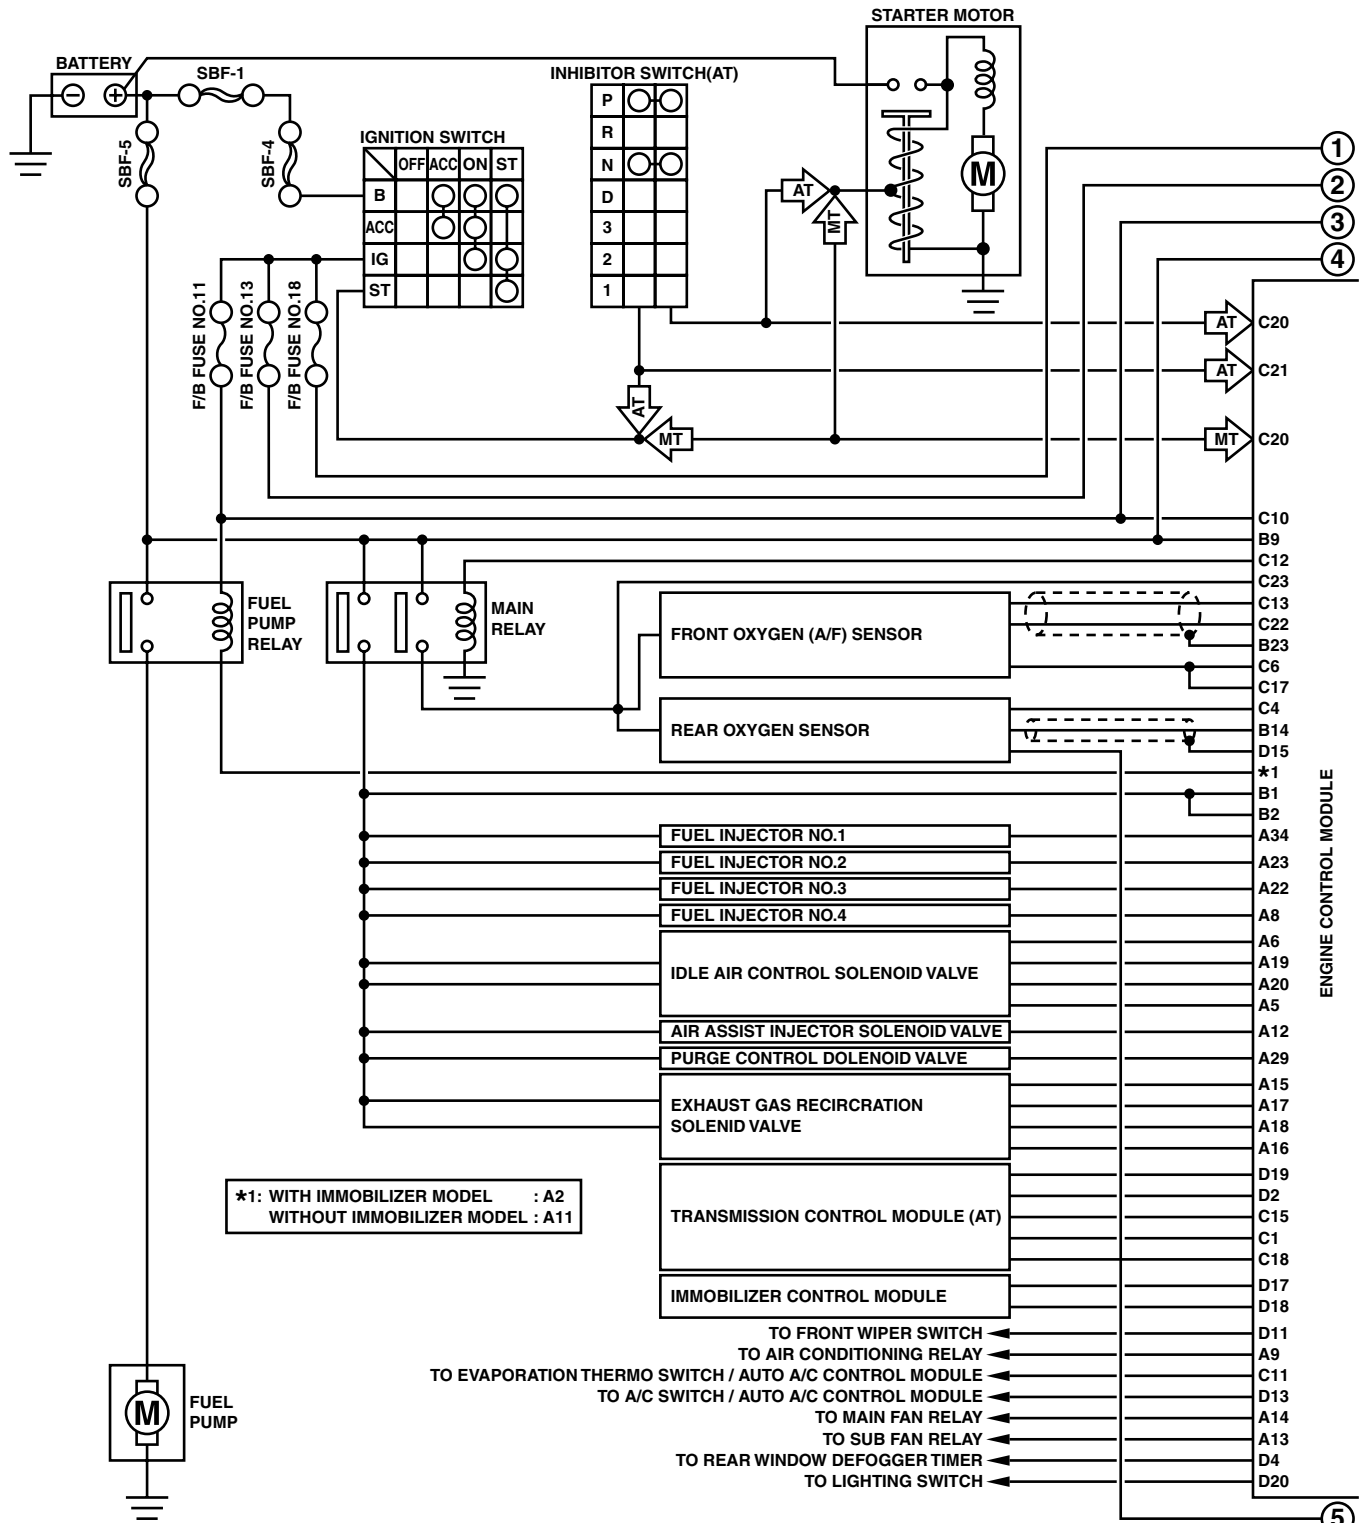 STARTER MOTOR
BATTERY
− +
SBF-1
SBF-5
SBF-4
IGNITION SWITCH
OFF ACC ON ST
B
ACC
IG
ST
INHIBITOR SWITCH(AT)
P
R
N
D
3
2
1
AT
MT
M
1
2
3
4
F/B FUSE NO.11
F/B FUSE NO.13
F/B FUSE NO.18
AT C20
AT C21
AT
MT
MT C20
C10
B9
C12
C23
C13
C22
B23
C6
C17
C4
B14
D15
*1
B1
B2
A34
A23
A22
A8
A6
A19
A20
A5
A12
A29
A15
A17
A18
A16
D19
D2
C15
C1
C18
D17
D18
D11
A9
C11
D13
A14
A13
D4
D20
ENGINE CONTROL MODULE
FUEL
PUMP
RELAY
MAIN
RELAY
FRONT OXYGEN (A/F) SENSOR
REAR OXYGEN SENSOR
FUEL INJECTOR NO.1
FUEL INJECTOR NO.2
FUEL INJECTOR NO.3
FUEL INJECTOR NO.4
IDLE AIR CONTROL SOLENOID VALVE
AIR ASSIST INJECTOR SOLENOID VALVE
PURGE CONTROL DOLENOID VALVE
EXHAUST GAS RECIRCRATION
SOLENID VALVE
TRANSMISSION CONTROL MODULE (AT)
IMMOBILIZER CONTROL MODULE
TO FRONT WIPER SWITCH
TO AIR CONDITIONING RELAY
TO EVAPORATION THERMO SWITCH / AUTO A/C CONTROL MODULE
TO A/C SWITCH / AUTO A/C CONTROL MODULE
TO MAIN FAN RELAY
TO SUB FAN RELAY
TO REAR WINDOW DEFOGGER TIMER
TO LIGHTING SWITCH
*1: WITH IMMOBILIZER MODEL : A2
WITHOUT IMMOBILIZER MODEL : A11
M
FUEL
PUMP
5